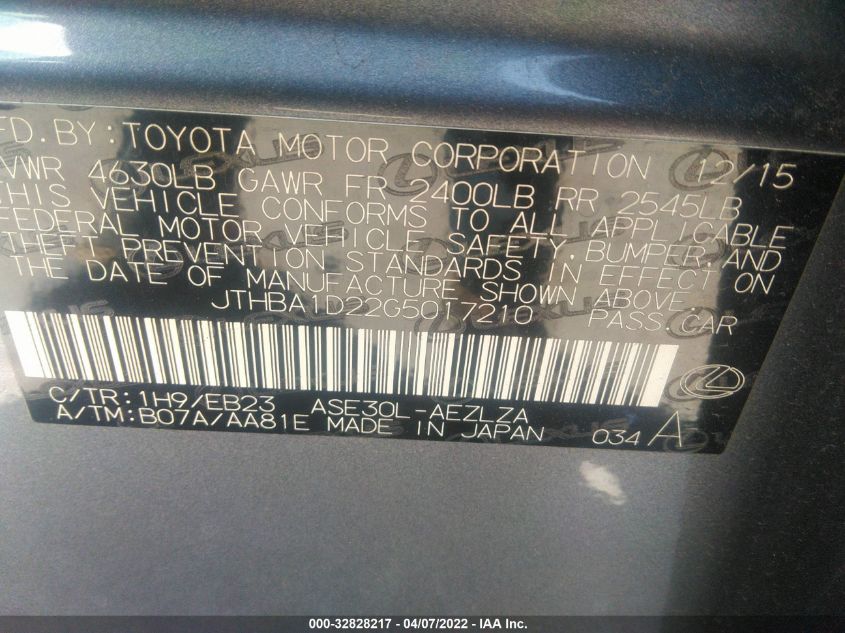 FD. BY: TOYOTA MOTOR CORPORATION 12/15
VWR 4630LB GAWR FR 2400LB RR 2545LB
THIS VEHICLE CONFORMS TO ALL APPLICABLE
FEDERAL MOTOR VEHICLE SAFETY, BUMPER, AND
THEFT PREVENTION STANDARDS IN EFFECT ON
THE DATE OF MANUFACTURE SHOWN ABOVE.
JTHBA1D22G5017210 PASS. CAR
C/TR: 1H9/EB23 ASE30L-AEZLZA
A/TM: B07A/AA81E MADE IN JAPAN 034 A
000-32828217 - 04/07/2022 - IAA Inc.